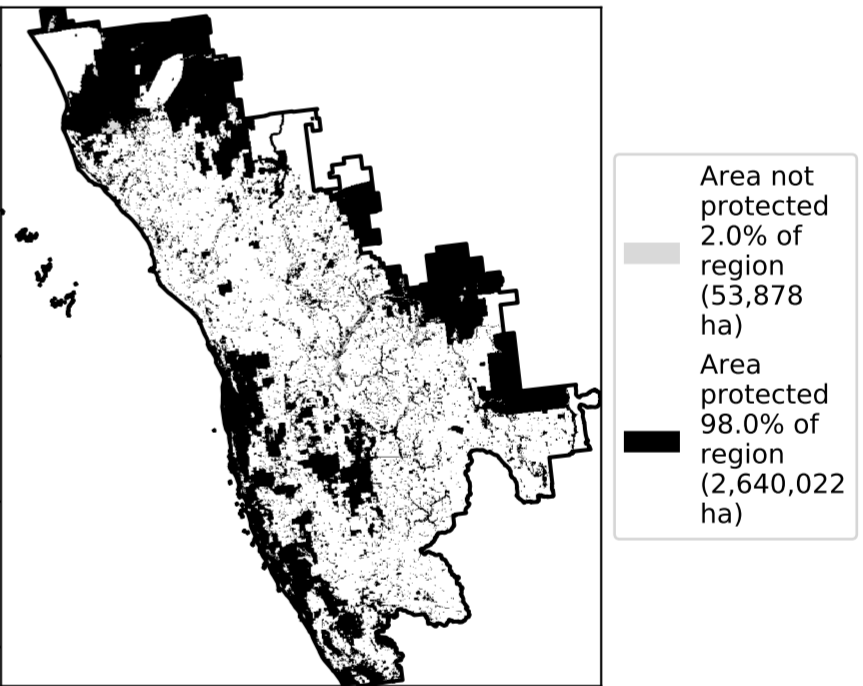 Area not
protected
2.0% of
region
(53,878
ha)
Area
protected
98.0% of
region
(2,640,022
ha)